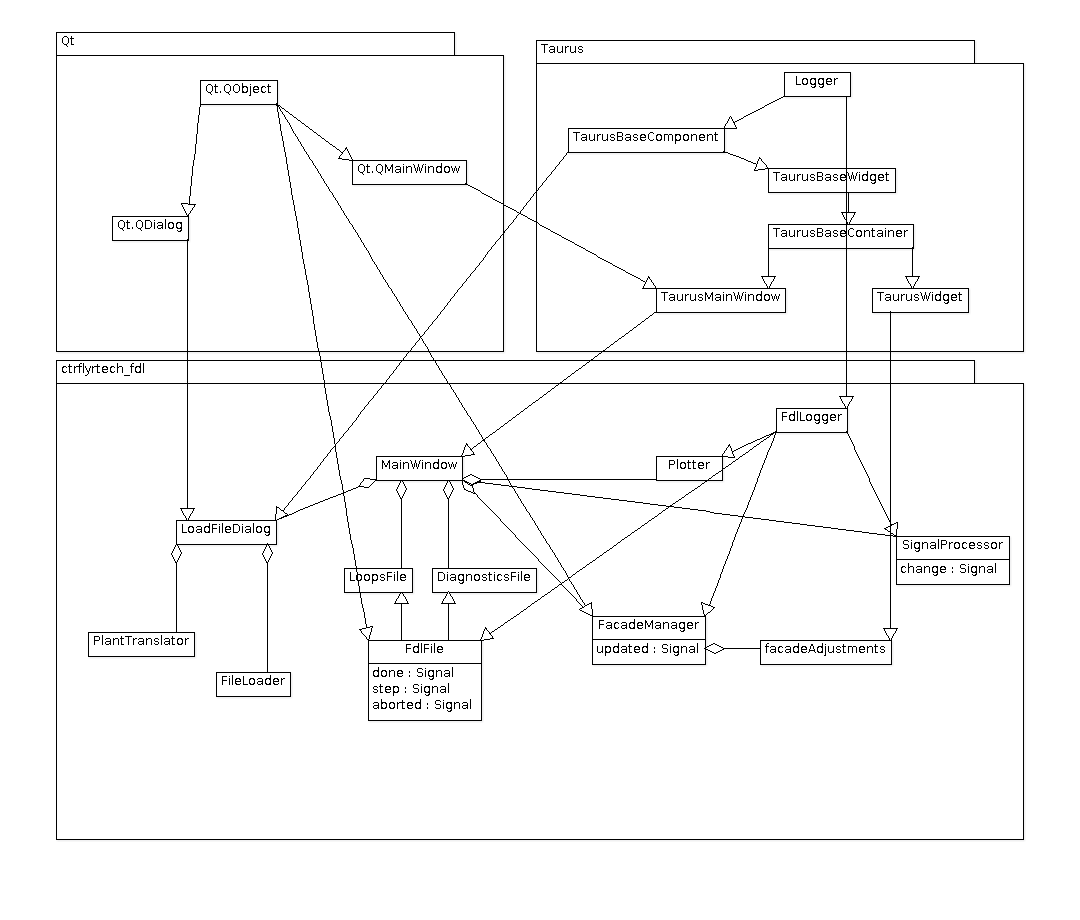 Qt
Taurus
Qt.QObject
Logger
TaurusBaseComponent
Qt.QMainWindow
TaurusBaseWidget
Qt.QDialog
TaurusBaseContainer
TaurusMainWindow
TaurusWidget
ctrflyrtech_fdl
FdlLogger
MainWindow
Plotter
LoadFileDialog
SignalProcessor
change : Signal
LoopsFile
DiagnosticsFile
PlantTranslator
FacadeManager
updated : Signal
facadeAdjustments
FdlFile
done : Signal
step : Signal
aborted : Signal
FileLoader